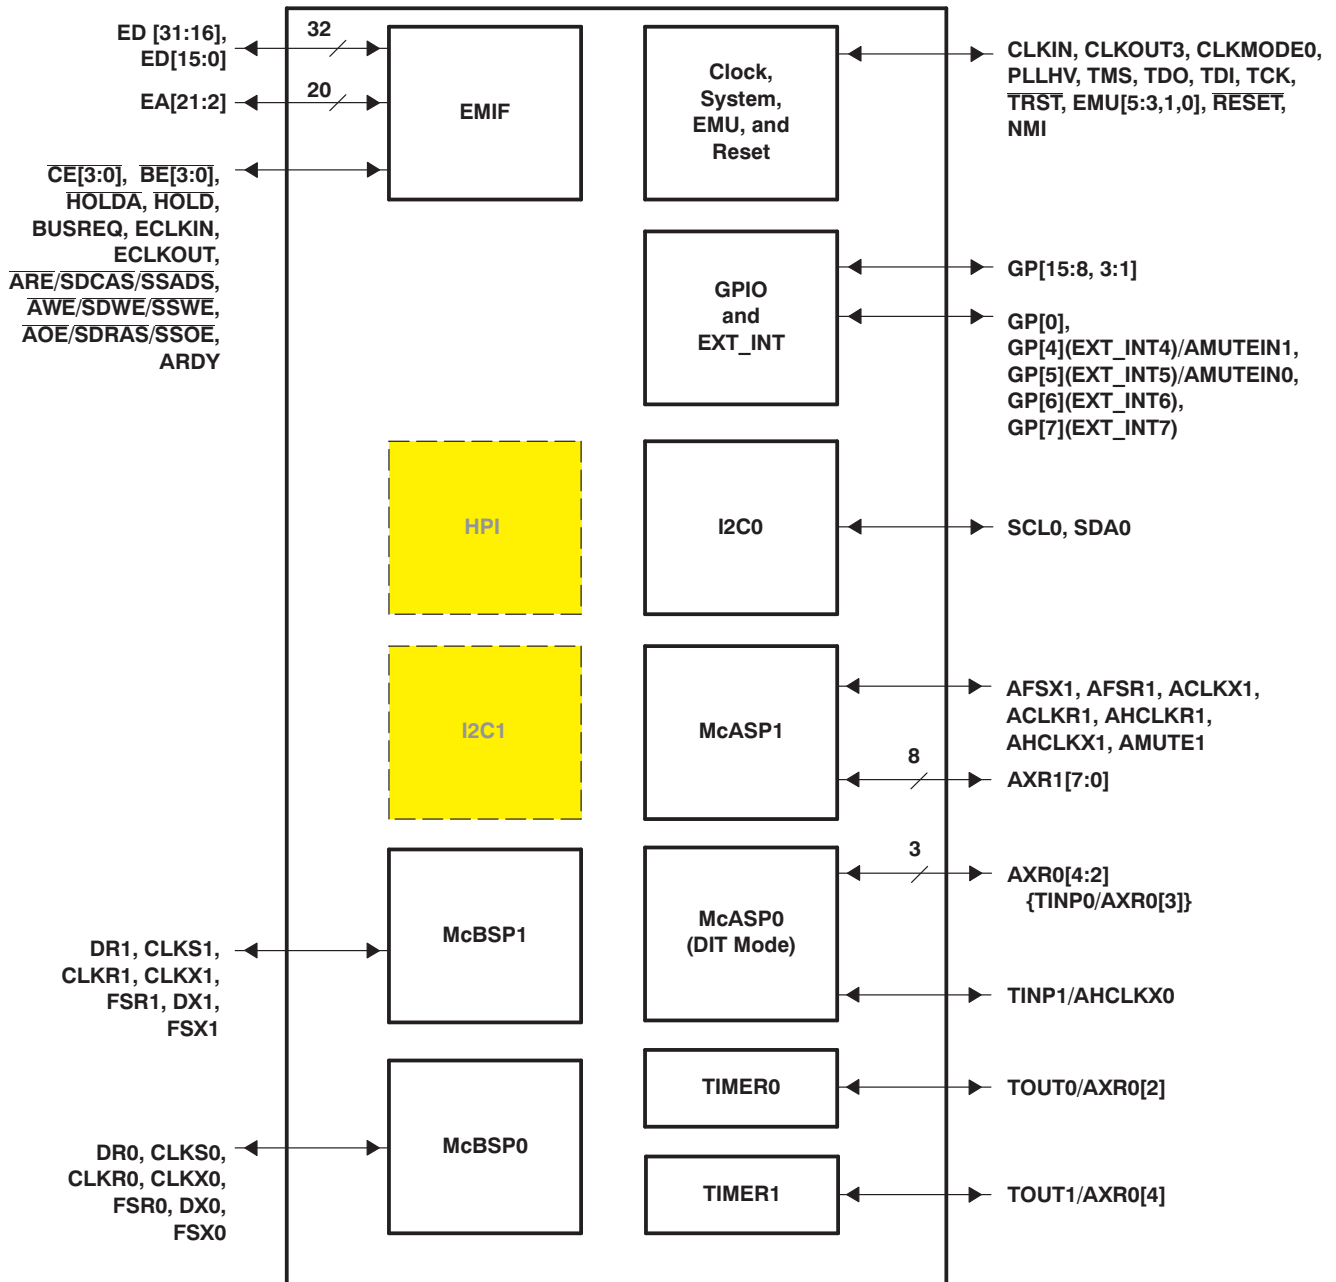 ED [31:16],
ED[15:0]
32
EA[21:2]
20
EMIF
CE[3:0], BE[3:0],
HOLDA, HOLD,
BUSREQ, ECLKIN,
ECLKOUT,
ARE/SDCAS/SSADS,
AWE/SDWE/SSWE,
AOE/SDRAS/SSOE,
ARDY
Clock,
System,
EMU, and
Reset
CLKIN, CLKOUT3, CLKMODE0,
PLLHV, TMS, TDO, TDI, TCK,
TRST, EMU[5:3,1,0], RESET,
NMI
GPIO
and
EXT_INT
GP[15:8, 3:1]
GP[0],
GP[4](EXT_INT4)/AMUTEIN1,
GP[5](EXT_INT5)/AMUTEIN0,
GP[6](EXT_INT6),
GP[7](EXT_INT7)
HPI
I2C0
SCL0, SDA0
I2C1
McASP1
AFSX1, AFSR1, ACLKX1,
ACLKR1, AHCLKR1,
AHCLKX1, AMUTE1
8
AXR1[7:0]
McBSP1
DR1, CLKS1,
CLKR1, CLKX1,
FSR1, DX1,
FSX1
McASP0
(DIT Mode)
3
AXR0[4:2]
{TINP0/AXR0[3]}
TINP1/AHCLKX0
McBSP0
DR0, CLKS0,
CLKR0, CLKX0,
FSR0, DX0,
FSX0
TIMER0
TOUT0/AXR0[2]
TIMER1
TOUT1/AXR0[4]